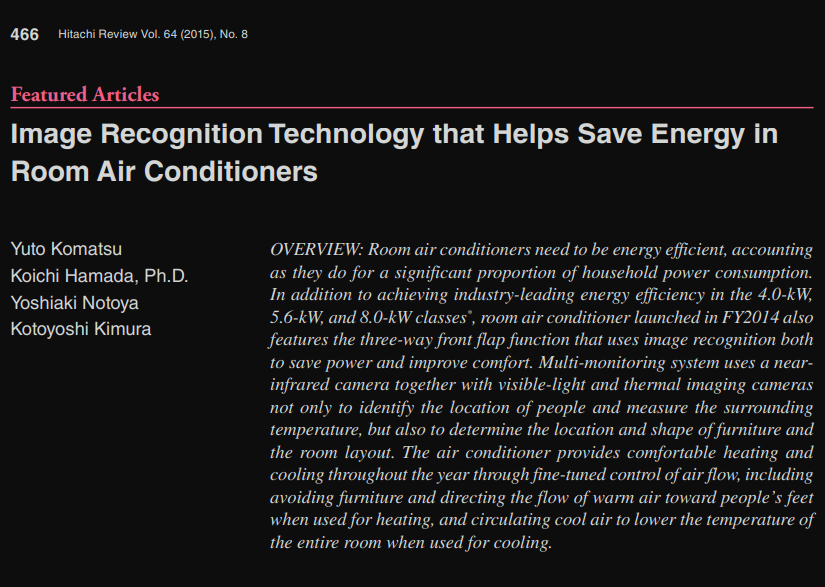 466 Hitachi Review Vol. 64 (2015), No. 8
Featured Articles
Image Recognition Technology that Helps Save Energy in
Room Air Conditioners
Yuto Komatsu
Koichi Hamada, Ph.D.
Yoshiaki Notoya
Kotoyoshi Kimura
OVERVIEW: Room air conditioners need to be energy efficient, accounting
as they do for a significant proportion of household power consumption.
In addition to achieving industry-leading energy efficiency in the 4.0-kW,
5.6-kW, and 8.0-kW classes*, room air conditioner launched in FY2014 also
features the three-way front flap function that uses image recognition both
to save power and improve comfort. Multi-monitoring system uses a near-
infrared camera together with visible-light and thermal imaging cameras
not only to identify the location of people and measure the surrounding
temperature, but also to determine the location and shape of furniture and
the room layout. The air conditioner provides comfortable heating and
cooling throughout the year through fine-tuned control of air flow, including
avoiding furniture and directing the flow of warm air toward people's feet
when used for heating, and circulating cool air to lower the temperature of
the entire room when used for cooling.